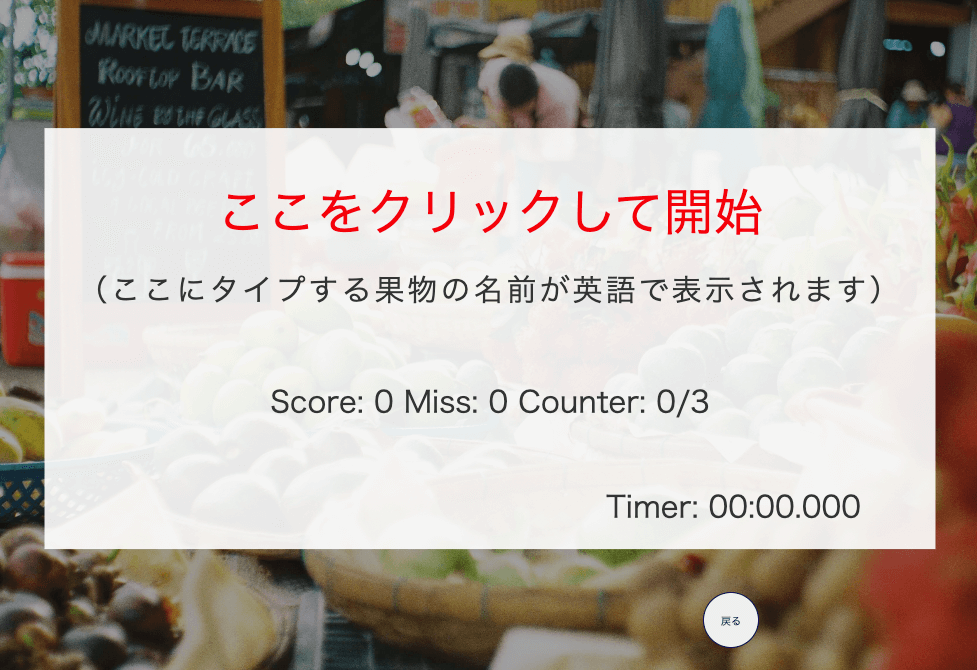 MARKET TERRACE
ROOFTOP BAR
WINE BY THE GLASS
ここをクリックして開始
（ここにタイプする果物の名前が英語で表示されます）
Score: 0 Miss: 0 Counter: 0/3
Timer: 00:00.000
戻る